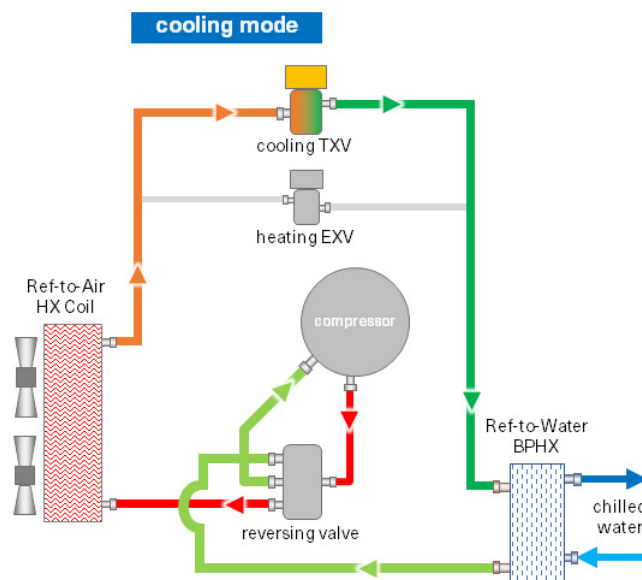 cooling mode
cooling TXV
heating EXV
Ref-to-Air
HX Coil
compressor
Ref-to-Water
BPHX
chilled
water
reversing valve